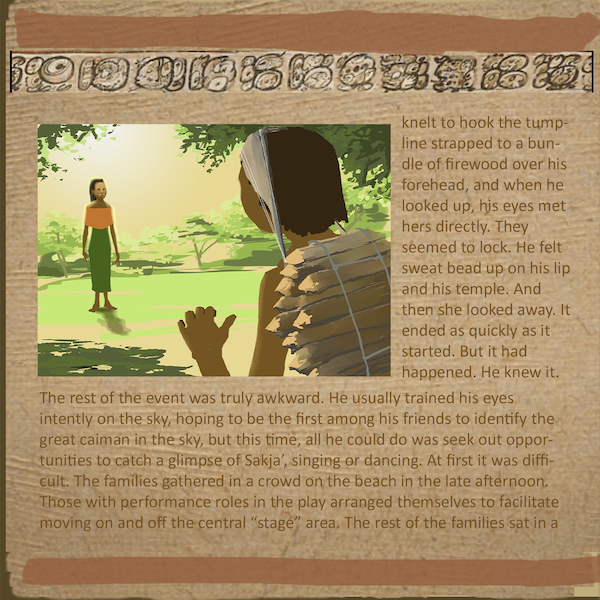 knelt to hook the tump-
line strapped to a bun-
dle of firewood over his
forehead, and when he
looked up, his eyes met
hers directly. They
seemed to lock. He felt
sweat bead up on his lip
and his temple. And
then she looked away. It
ended as quickly as it
started. But it had
happened. He knew it.
The rest of the event was truly awkward. He usually trained his eyes
intently on the sky, hoping to be the first among his friends to identify the
great caiman in the sky, but this time, all he could do was seek out oppor-
tunities to catch a glimpse of Sakja’, singing or dancing. At first it was diffi-
cult. The families gathered in a crowd on the beach in the late afternoon.
Those with performance roles in the play arranged themselves to facilitate
moving on and off the central “stage” area. The rest of the families sat in a